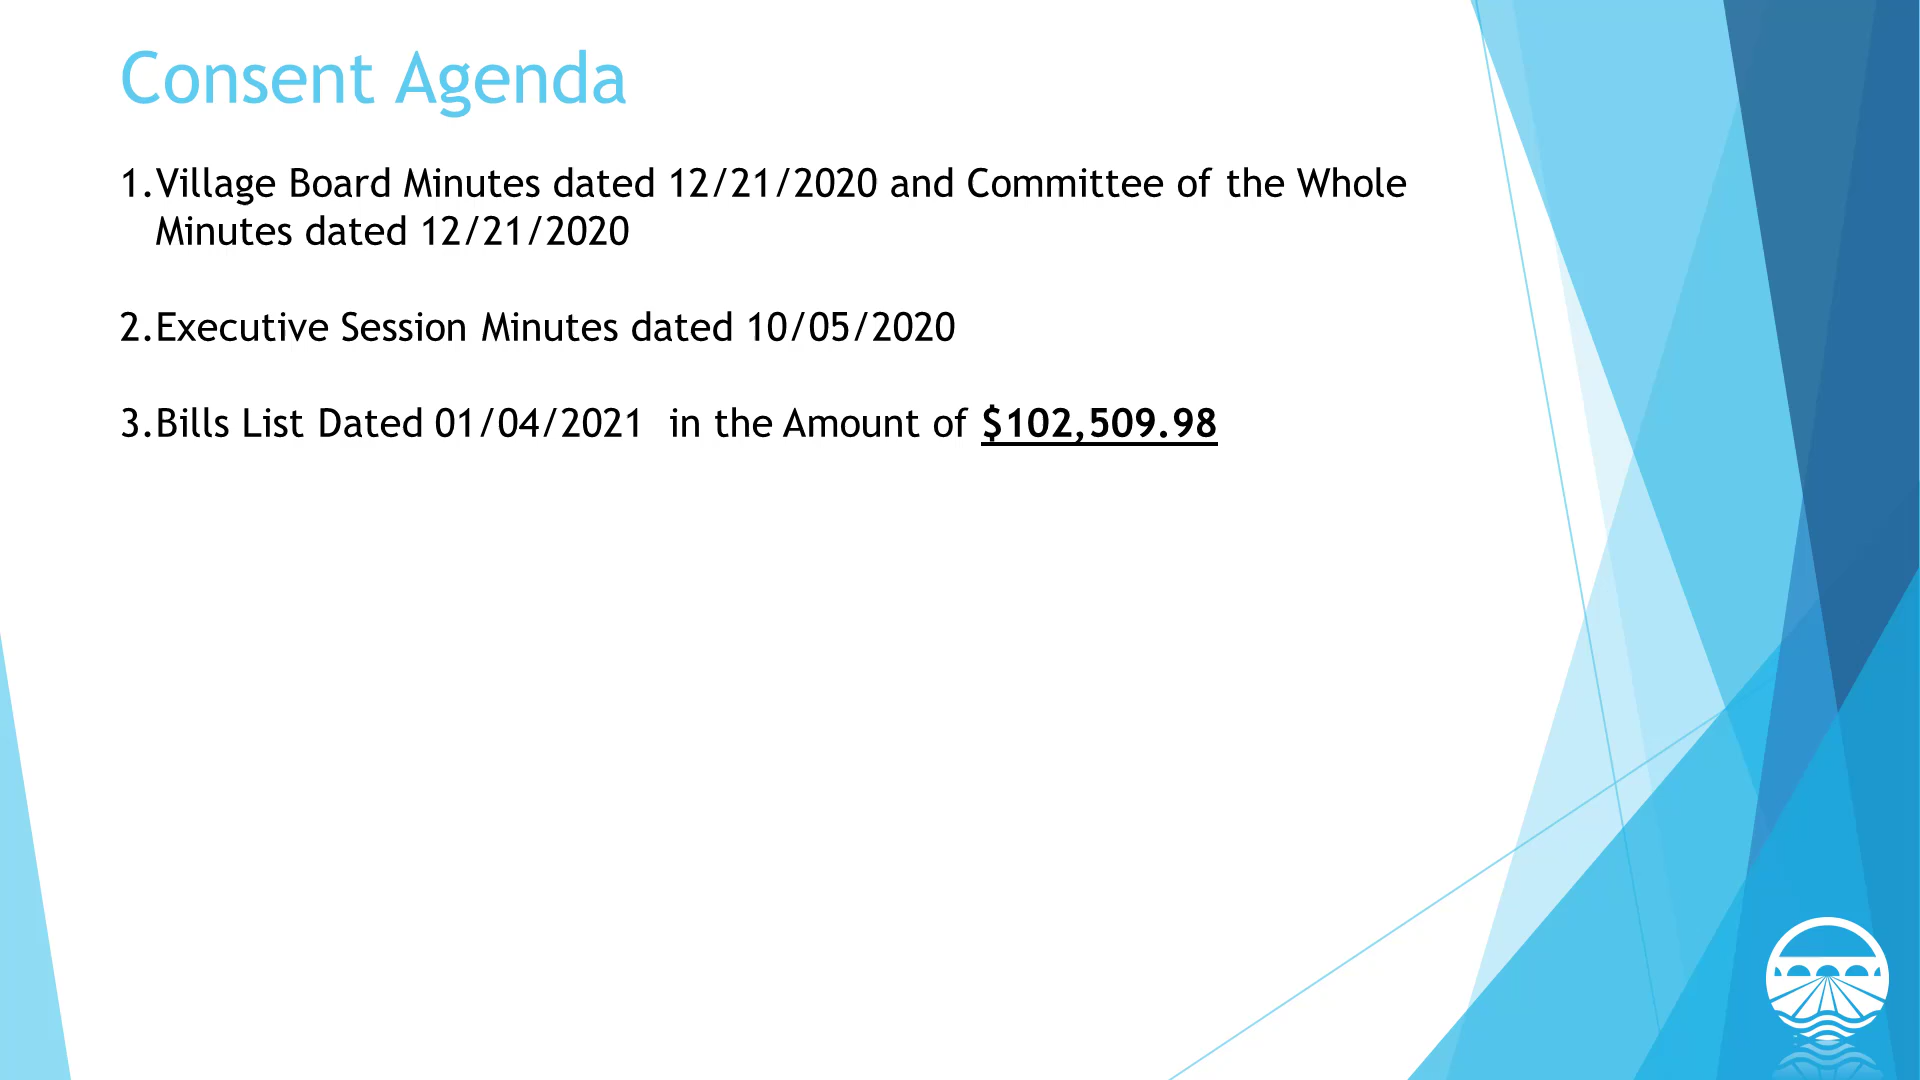 Consent Agenda
1.Village Board Minutes dated 12/21/2020 and Committee of the Whole
Minutes dated 12/21/2020
2.Executive Session Minutes dated 10/05/2020
3.Bills List Dated 01/04/2021  in the Amount of $102,509.98